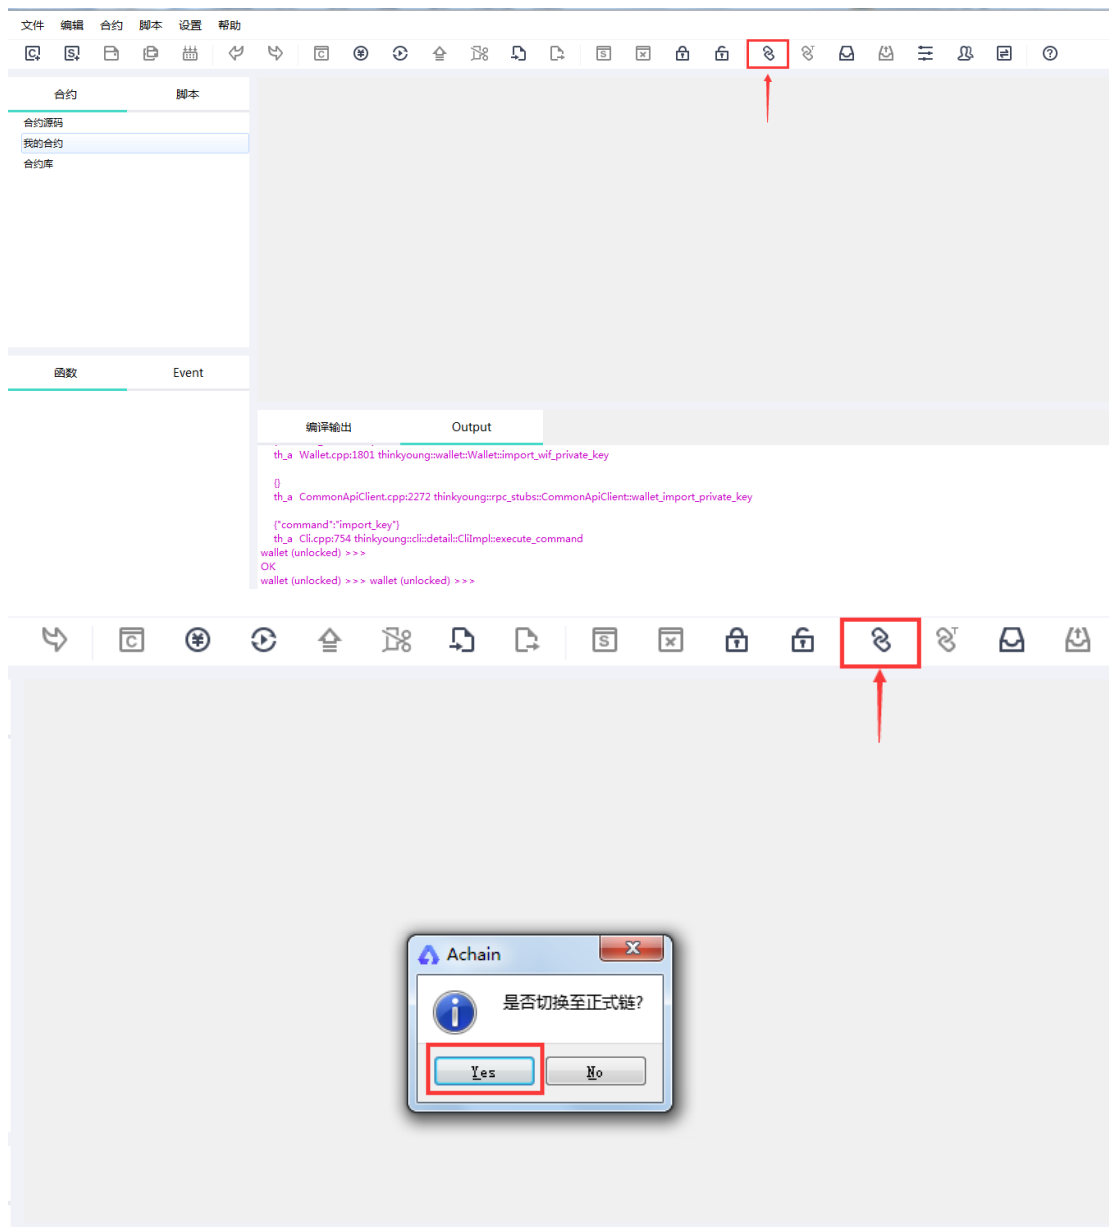 文件 编辑 合约 脚本 设置 帮助
合约 脚本
合约源码
我的合约
合约库
函数 Event
编译输出 Output
th_a Wallet.cpp:1801 thinkyoung::wallet::Wallet::import_wif_private_key
{}
th_a CommonApiClient.cpp:2272 thinkyoung::rpc_stubs::CommonApiClient::wallet_import_private_key
{"command":"import_key"}
th_a Cli.cpp:754 thinkyoung::cli::detail::CliImpl::execute_command
wallet (unlocked) >>>
OK
wallet (unlocked) >>> wallet (unlocked) >>>
Achain
是否切换至正式链?
Yes No